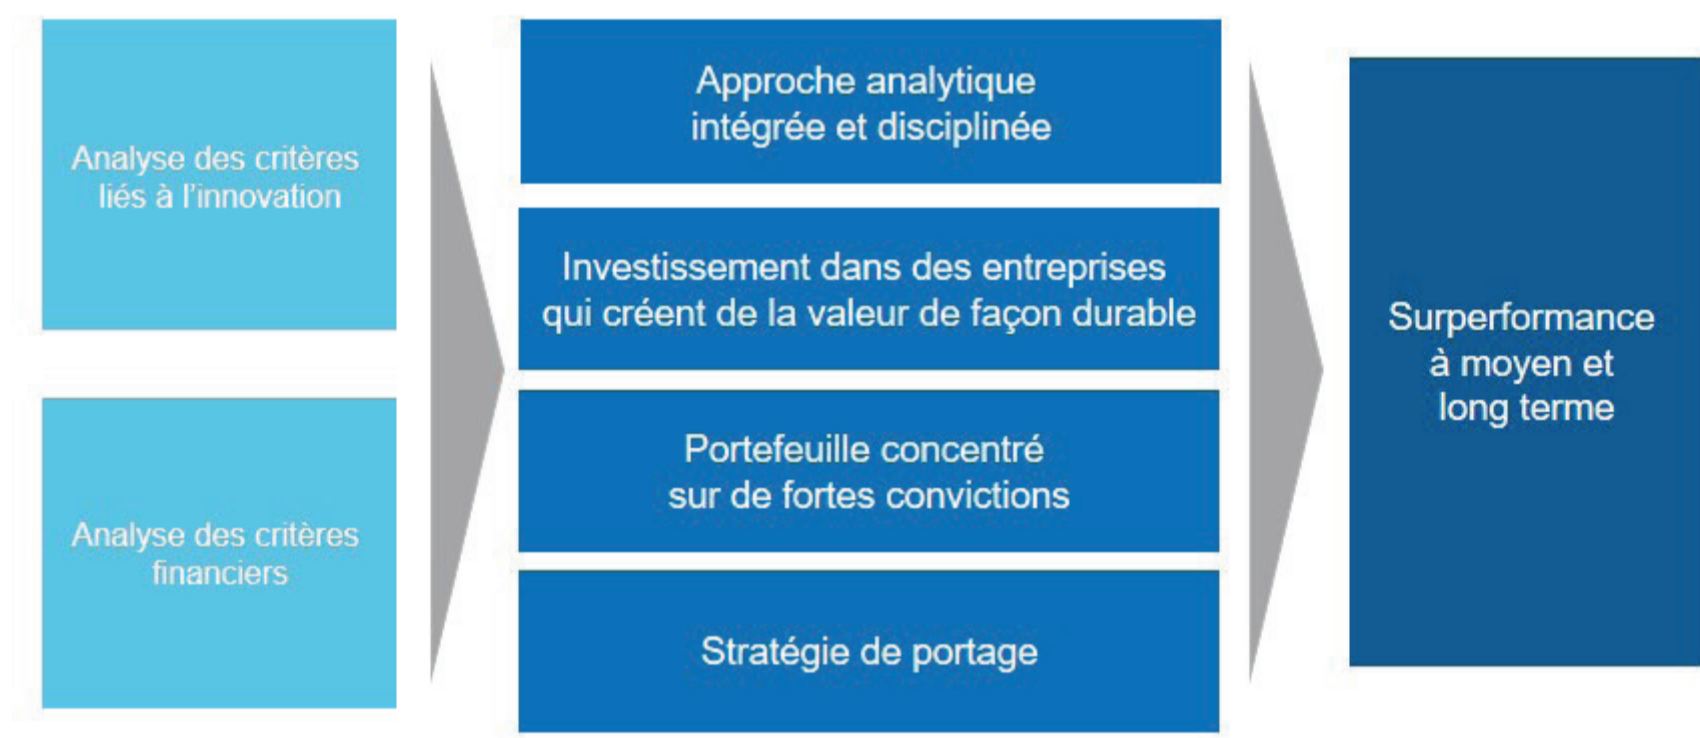 Analyse des critères
liés à l'innovation
Analyse des critères
financiers
Approche analytique
intégrée et disciplinée
Investissement dans des entreprises
qui créent de la valeur de façon durable
Portefeuille concentré
sur de fortes convictions
Stratégie de portage
Surperformance
à moyen et
long terme